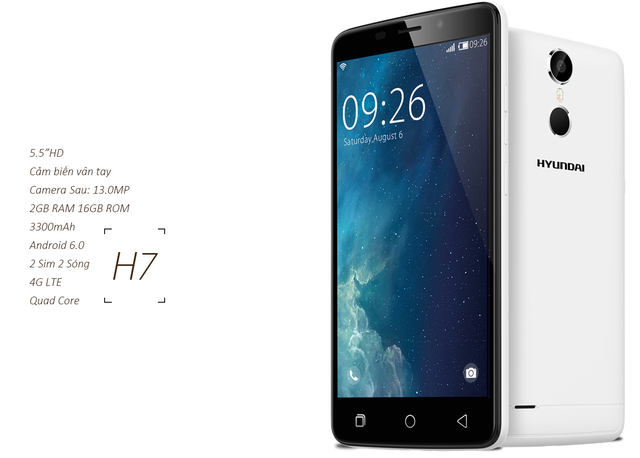 5.5”HD
Cảm biến vân tay
Camera Sau: 13.0MP
2GB RAM 16GB ROM
3300mAh
Android 6.0
2 Sim 2 Sóng
4G LTE
Quad Core
H7
09:26
09:26
Saturday,August 6
HYUNDAI